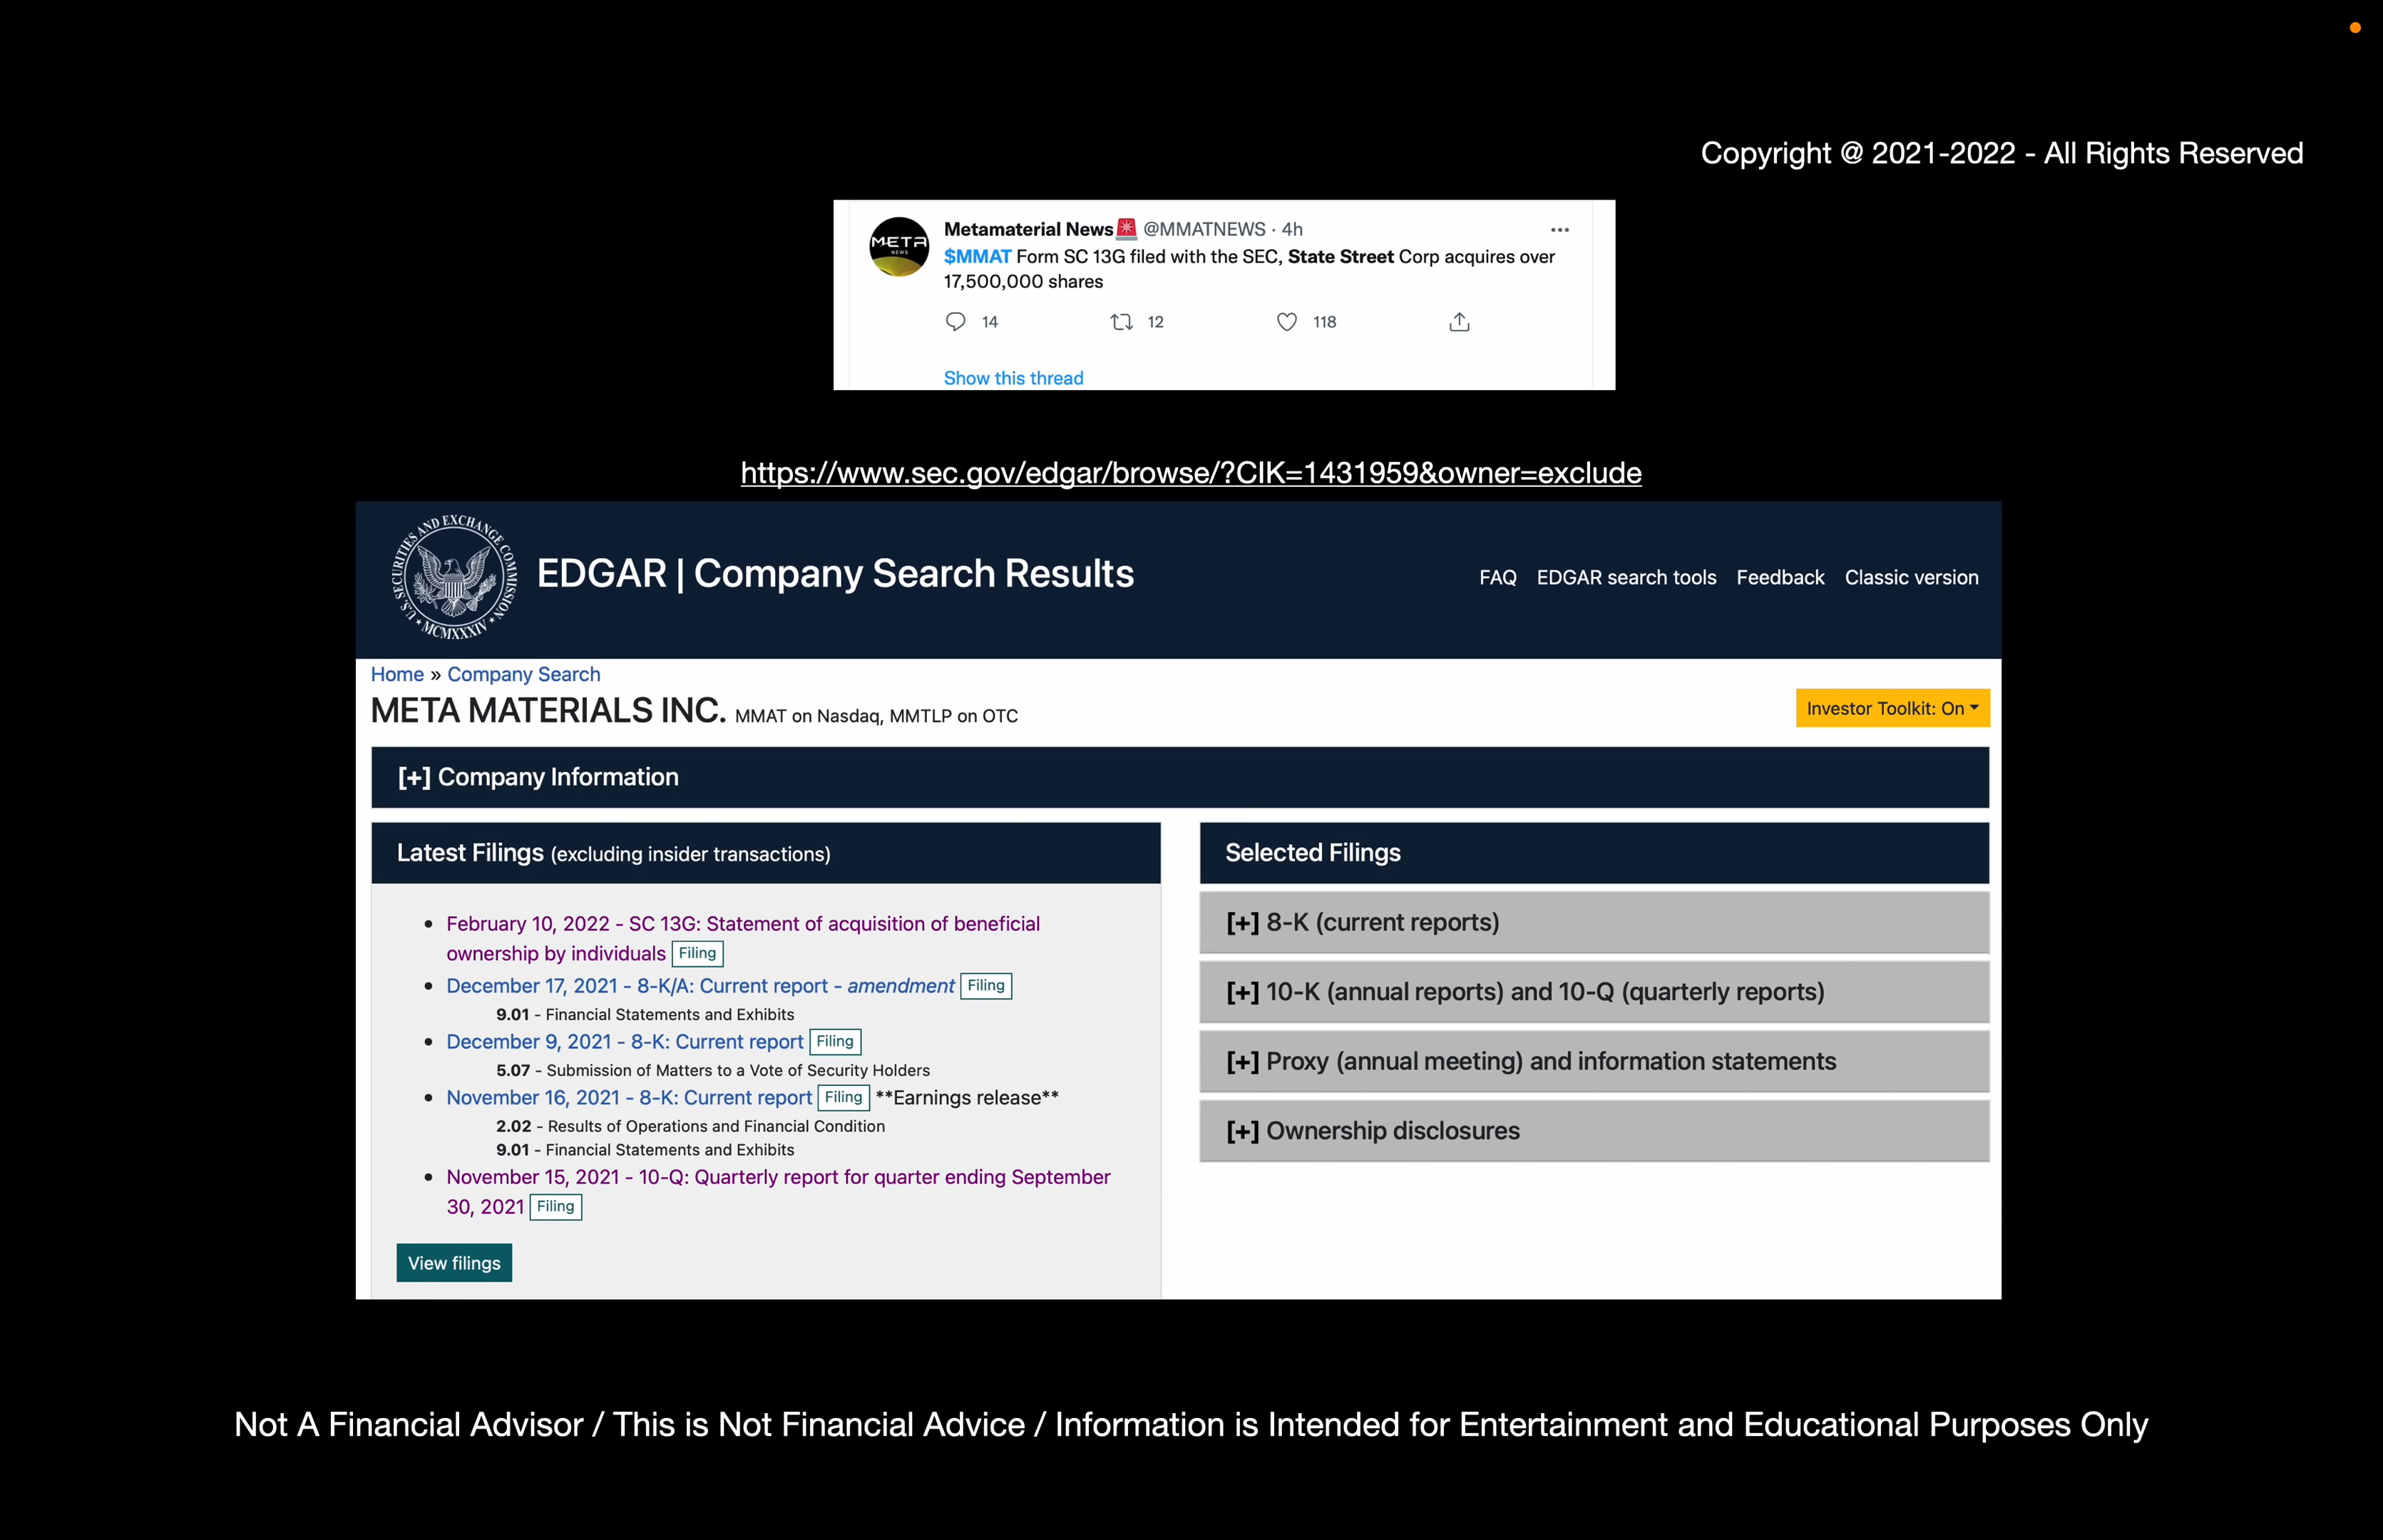 Copyright @ 2021-2022 - All Rights Reserved
META
NEWS
Metamaterial News🚨 @MMATNEWS · 4h
$MMAT Form SC 13G filed with the SEC, State Street Corp acquires over
17,500,000 shares
14 12 118
Show this thread
https://www.sec.gov/edgar/browse/?CIK=1431959&owner=exclude
U.S. SECURITIES AND EXCHANGE COMMISSION
MCMXXXIV
EDGAR | Company Search Results
FAQ EDGAR search tools Feedback Classic version
Home » Company Search
META MATERIALS INC. MMAT on Nasdaq, MMTLP on OTC
Investor Toolkit: On
[+] Company Information
Latest Filings (excluding insider transactions)
• February 10, 2022 - SC 13G: Statement of acquisition of beneficial
ownership by individuals Filing
• December 17, 2021 - 8-K/A: Current report - amendment Filing
9.01 - Financial Statements and Exhibits
• December 9, 2021 - 8-K: Current report Filing
5.07 - Submission of Matters to a Vote of Security Holders
• November 16, 2021 - 8-K: Current report Filing **Earnings release**
2.02 - Results of Operations and Financial Condition
9.01 - Financial Statements and Exhibits
• November 15, 2021 - 10-Q: Quarterly report for quarter ending September
30, 2021 Filing
View filings
Selected Filings
[+] 8-K (current reports)
[+] 10-K (annual reports) and 10-Q (quarterly reports)
[+] Proxy (annual meeting) and information statements
[+] Ownership disclosures
Not A Financial Advisor / This is Not Financial Advice / Information is Intended for Entertainment and Educational Purposes Only